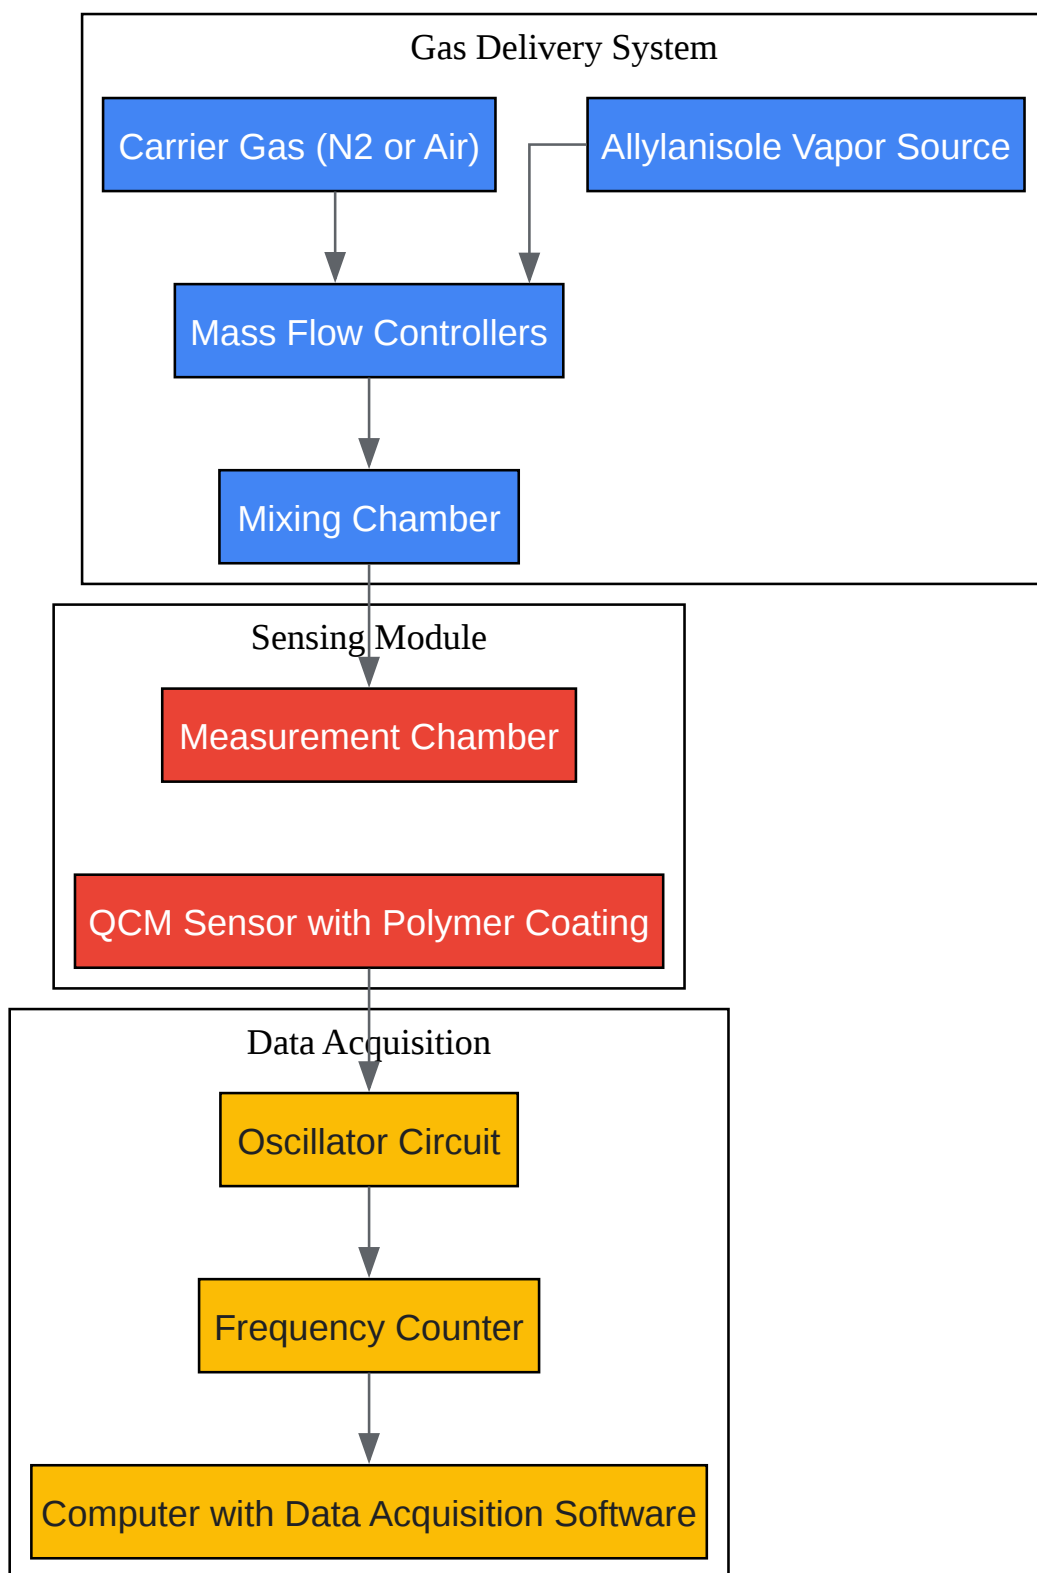 Gas Delivery System
Carrier Gas (N2 or Air)
Allylanisole Vapor Source
Mass Flow Controllers
Mixing Chamber
Sensing Module
Measurement Chamber
QCM Sensor with Polymer Coating
Data Acquisition
Oscillator Circuit
Frequency Counter
Computer with Data Acquisition Software